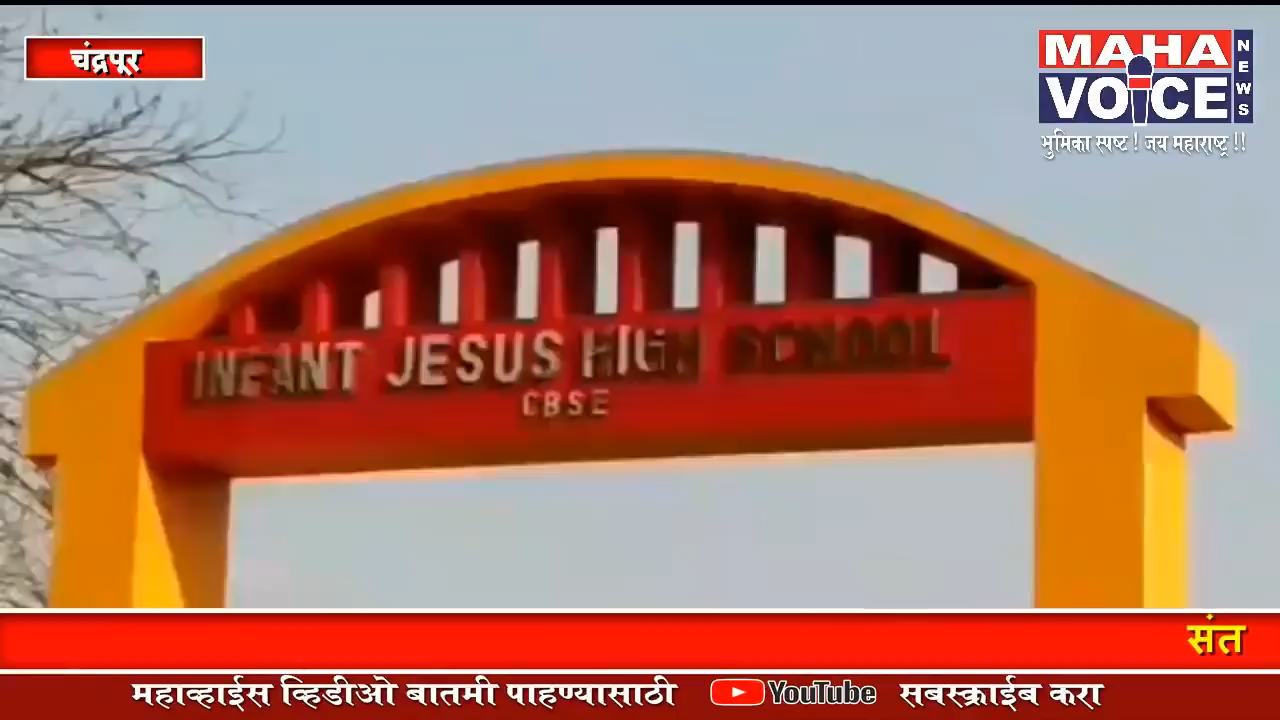 चंद्रपूर
MAHA
VOICE
NEWS
भुमिका स्पष्ट ! जय महाराष्ट्र !!
INFANT JESUS HIGH SCHOOL
CBSE
संत
महाव्हाईस व्हिडीओ बातमी पाहण्यासाठी YouTube सबस्क्राईब करा